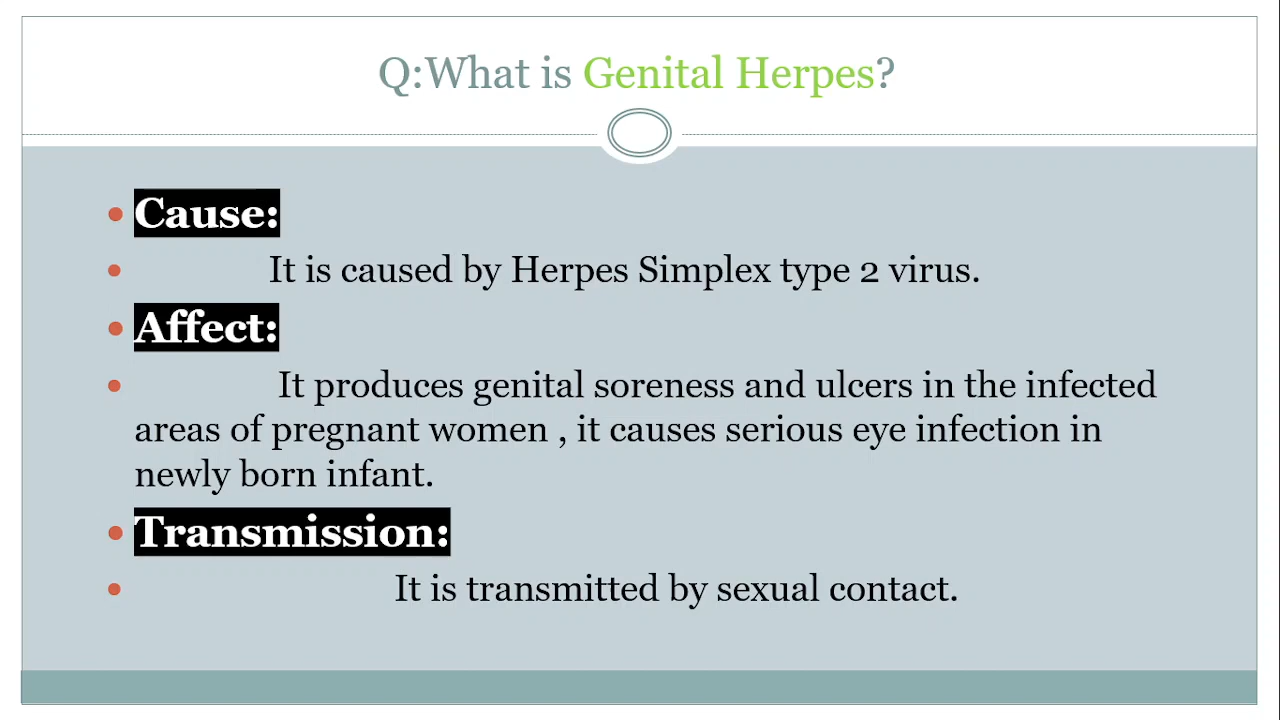 Q:What is Genital Herpes?
• Cause:
• It is caused by Herpes Simplex type 2 virus.
• Affect:
• It produces genital soreness and ulcers in the infected
areas of pregnant women , it causes serious eye infection in
newly born infant.
• Transmission:
• It is transmitted by sexual contact.